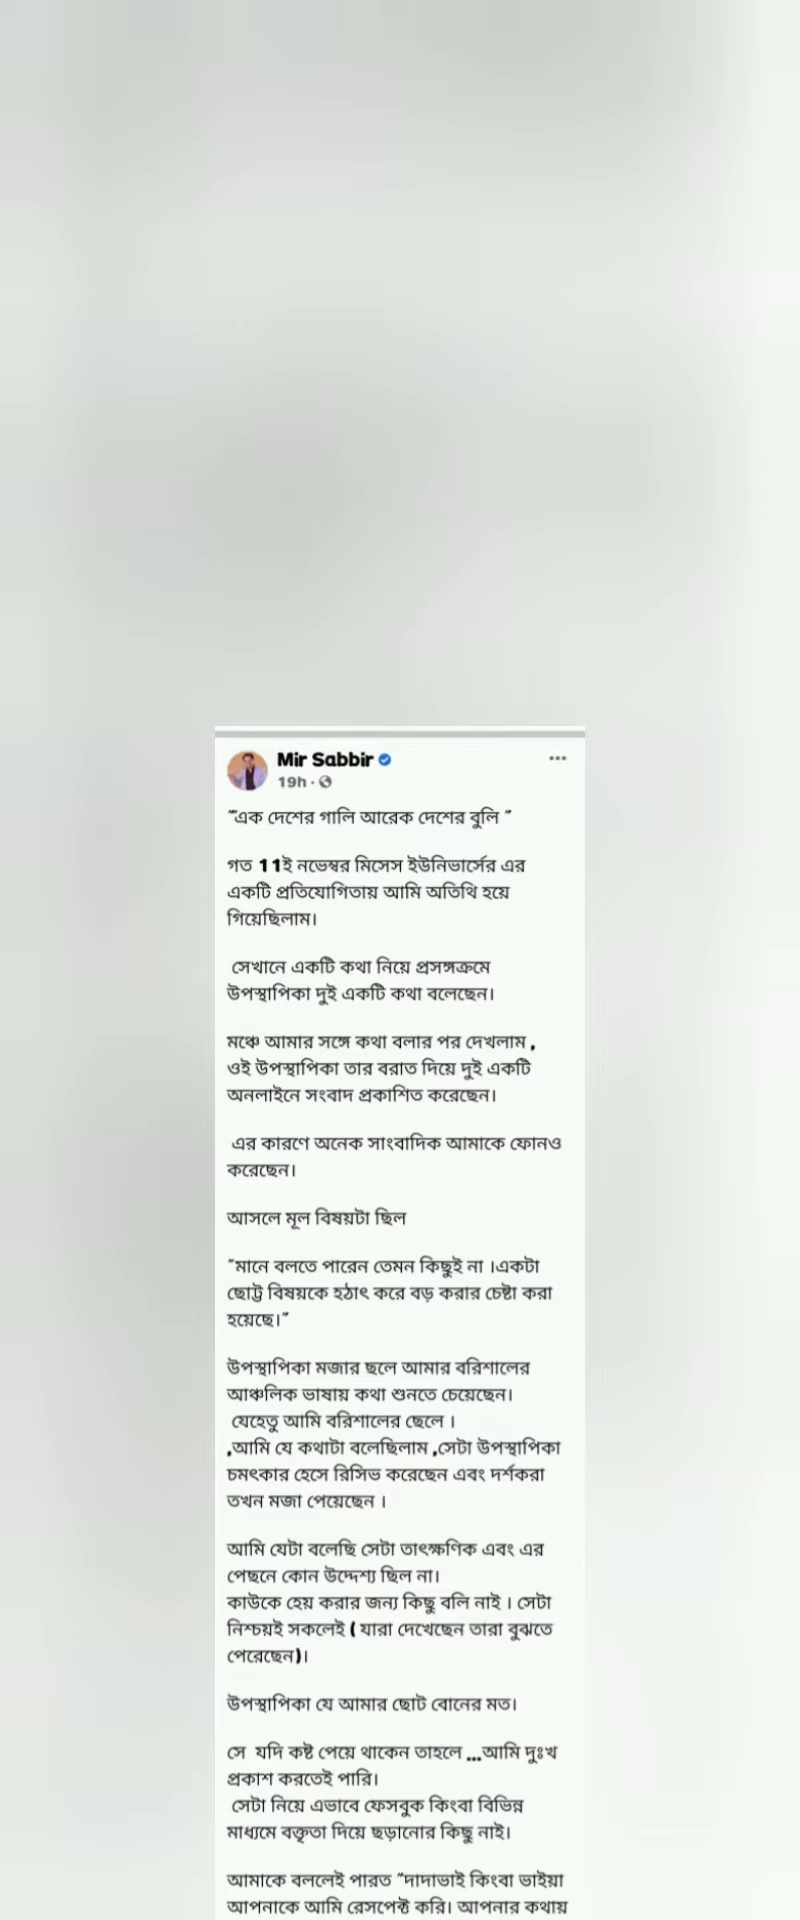 Mir Sabbir
19h
"“এক দেশের গালি আরেক দেশের বুলি ”
গত 11ই নভেম্বর মিসেস ইউনিভার্সের এর
একটি প্রতিযোগিতায় আমি অতিথি হয়ে
গিয়েছিলাম।
সেখানে একটি কথা নিয়ে প্রসঙ্গক্রমে
উপস্থাপিকা দুই একটি কথা বলেছেন।
মঞ্চে আমার সঙ্গে কথা বলার পর দেখলাম ,
ওই উপস্থাপিকা তার বরাত দিয়ে দুই একটি
অনলাইনে সংবাদ প্রকাশিত করেছেন।
এর কারণে অনেক সাংবাদিক আমাকে ফোনও
করেছেন।
আসলে মূল বিষয়টা ছিল
"মানে বলতে পারেন তেমন কিছুই না ।একটা
ছোট্ট বিষয়কে হঠাৎ করে বড় করার চেষ্টা করা
হয়েছে।”
উপস্থাপিকা মজার ছলে আমার বরিশালের
আঞ্চলিক ভাষায় কথা শুনতে চেয়েছেন।
যেহেতু আমি বরিশালের ছেলে ।
,আমি যে কথাটা বলেছিলাম ,সেটা উপস্থাপিকা
চমৎকার হেসে রিসিভ করেছেন এবং দর্শকরা
তখন মজা পেয়েছেন ।
আমি যেটা বলেছি সেটা তাৎক্ষণিক এবং এর
পেছনে কোন উদ্দেশ্য ছিল না।
কাউকে হেয় করার জন্য কিছু বলি নাই । সেটা
নিশ্চয়ই সকলেই ( যারা দেখেছেন তারা বুঝতে
পেরেছেন)।
উপস্থাপিকা যে আমার ছোট বোনের মত।
সে যদি কষ্ট পেয়ে থাকেন তাহলে ...আমি দুঃখ
প্রকাশ করতেই পারি।
সেটা নিয়ে এভাবে ফেসবুক কিংবা বিভিন্ন
মাধ্যমে বক্তৃতা দিয়ে ছড়ানোর কিছু নাই।
আমাকে বললেই পারত “দাদাভাই কিংবা ভাইয়া
আপনাকে আমি রেসপেক্ট করি। আপনার কথায়